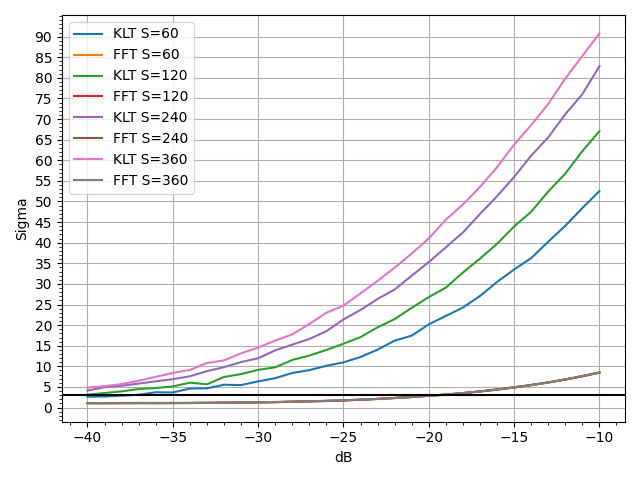 KLT S=60
FFT S=60
KLT S=120
FFT S=120
KLT S=240
FFT S=240
KLT S=360
FFT S=360
90
85
80
75
70
65
60
55
50
45
40
35
30
25
20
15
10
5
0
Sigma
−40 −35 −30 −25 −20 −15 −10
dB